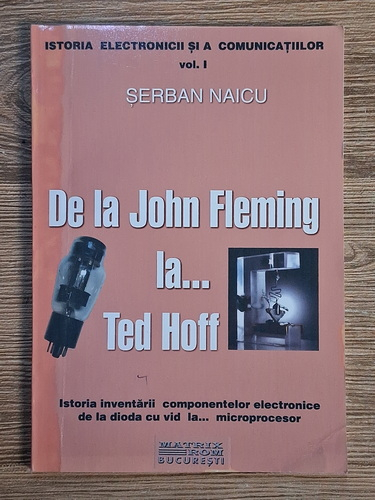 ISTORIA ELECTRONICII ȘI A COMUNICAȚIILOR
vol. I
ȘERBAN NAICU
De la John Fleming
la...
Ted Hoff
Istoria inventării componentelor electronice
de la dioda cu vid la... microprocesor
MATRIX
ROM
BUCUREȘTI